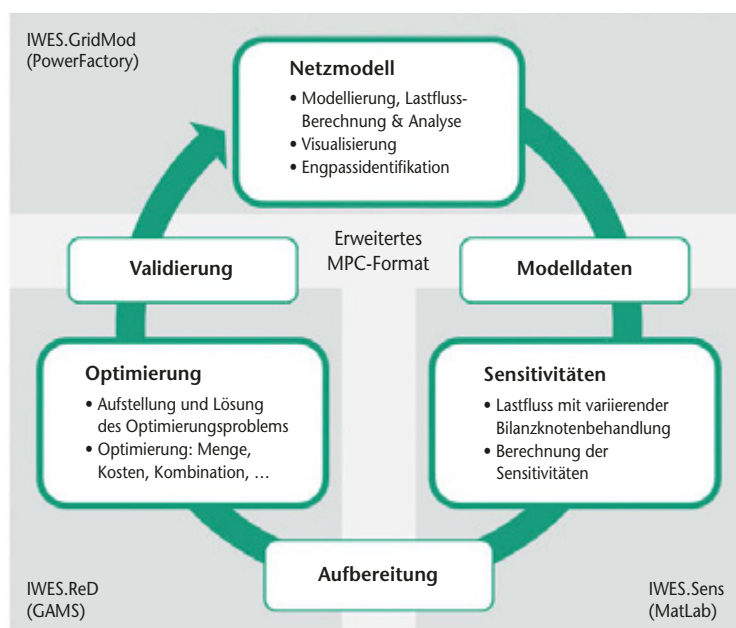 IWES.GridMod
(PowerFactory)
Netzmodell
• Modellierung, Lastfluss-
Berechnung & Analyse
• Visualisierung
• Engpassidentifikation
Validierung
Erweitertes
MPC-Format
Modelldaten
Optimierung
• Aufstellung und Lösung
des Optimierungsproblems
• Optimierung: Menge,
Kosten, Kombination, …
Sensitivitäten
• Lastfluss mit variierender
Bilanzknotenbehandlung
• Berechnung der
Sensitivitäten
Aufbereitung
IWES.ReD
(GAMS)
IWES.Sens
(MatLab)